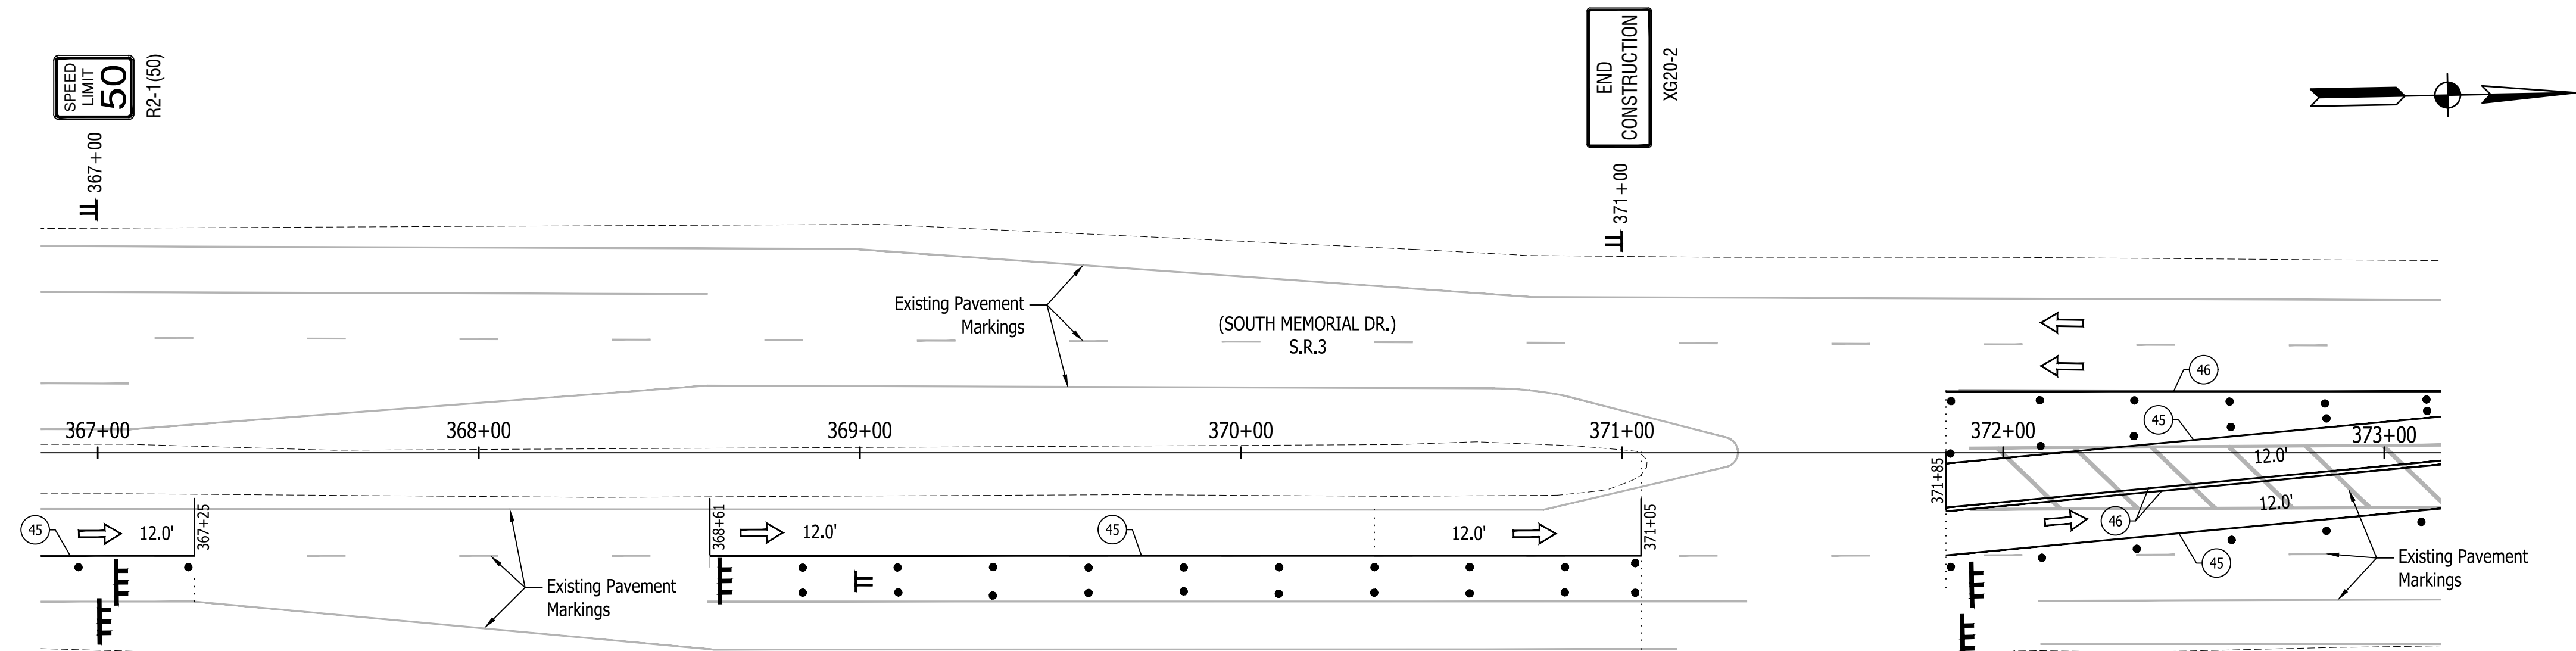 SPEED
LIMIT
50
R2-1(50)
367+00
END
CONSTRUCTION
XG20-2
371+00
Existing Pavement
Markings
(SOUTH MEMORIAL DR.)
S.R.3
46
45
367+00
368+00
369+00
370+00
371+00
372+00
373+00
12.0'
371+85
12.0'
46
45
45
12.0'
367+25
368+61
12.0'
45
12.0'
371+05
Existing Pavement
Markings
Existing Pavement
Markings